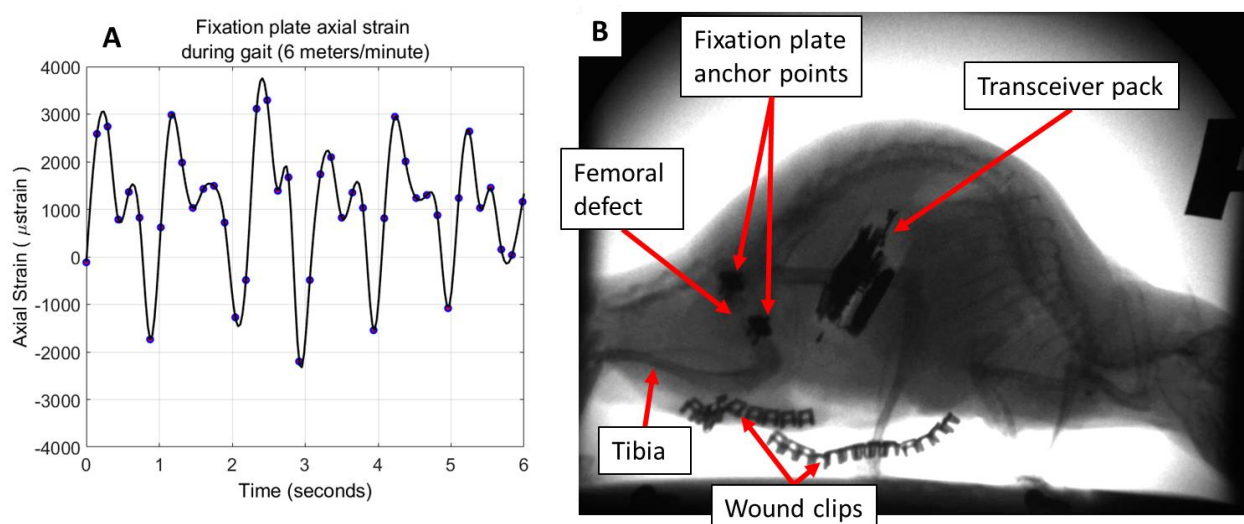 A
Fixation plate axial strain
during gait (6 meters/minute)
4000
3000
2000
1000
0
-1000
-2000
-3000
-4000
Axial Strain ( μstrain )
0 1 2 3 4 5 6
Time (seconds)
B
Fixation plate
anchor points
Transceiver pack
Femoral
defect
Tibia
Wound clips